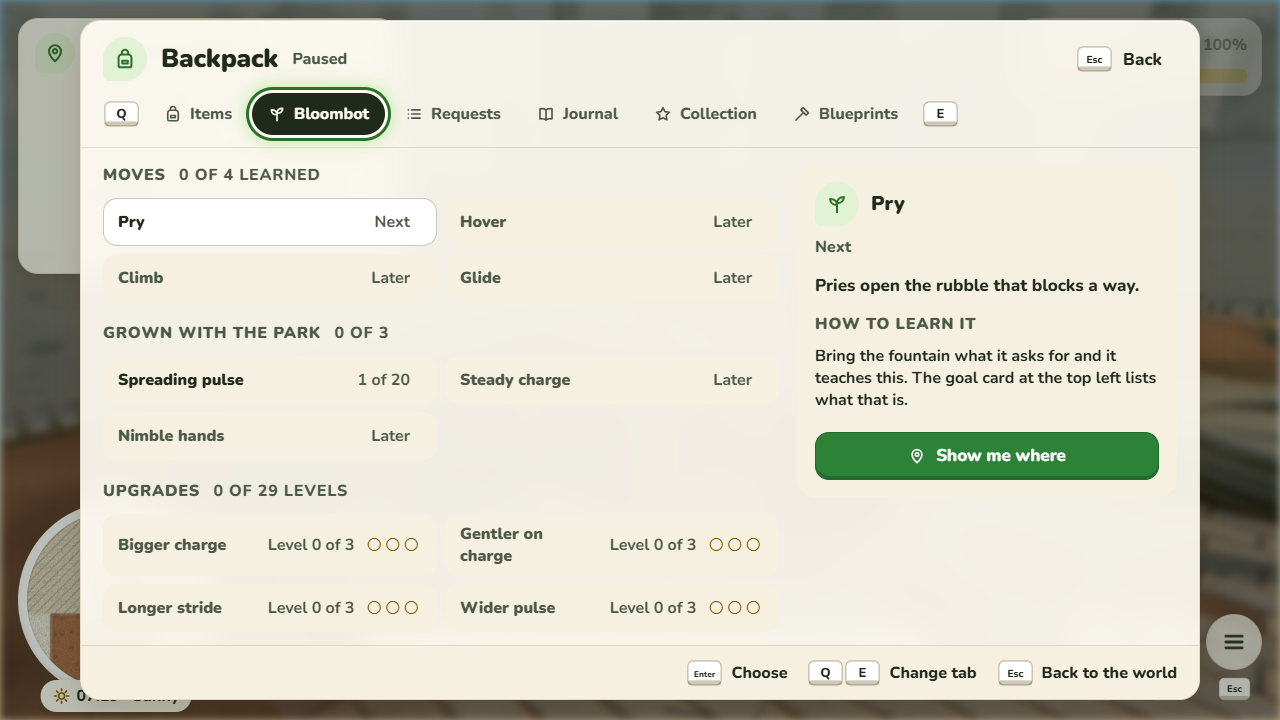 Backpack Paused
Esc Back
100%
Q Items Bloombot Requests Journal Collection Blueprints E
MOVES 0 OF 4 LEARNED
Pry Next
Hover Later
Climb Later
Glide Later
GROWN WITH THE PARK 0 OF 3
Spreading pulse 1 of 20
Steady charge Later
Nimble hands Later
UPGRADES 0 OF 29 LEVELS
Bigger charge Level 0 of 3
Gentler on
charge Level 0 of 3
Longer stride Level 0 of 3
Wider pulse Level 0 of 3
Pry
Next
Pries open the rubble that blocks a way.
HOW TO LEARN IT
Bring the fountain what it asks for and it
teaches this. The goal card at the top left lists
what that is.
Show me where
Enter Choose Q E Change tab Esc Back to the world
Esc